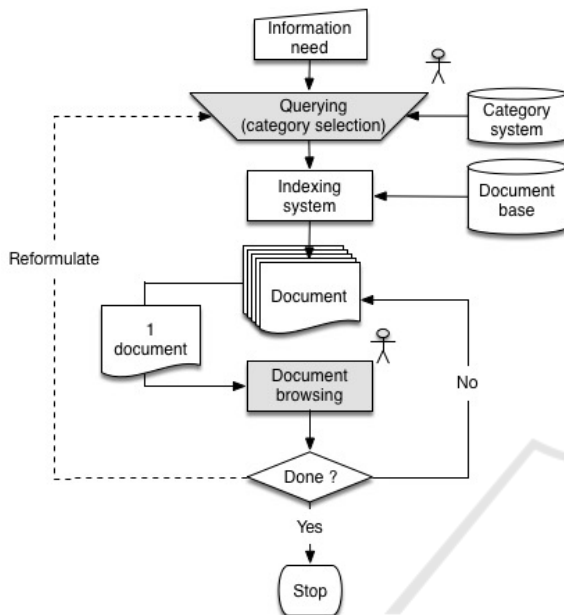 Information
need
Querying
(category selection)
Category
system
Indexing
system
Document
base
Reformulate
Document
1
document
Document
browsing
No
Done ?
Yes
Stop